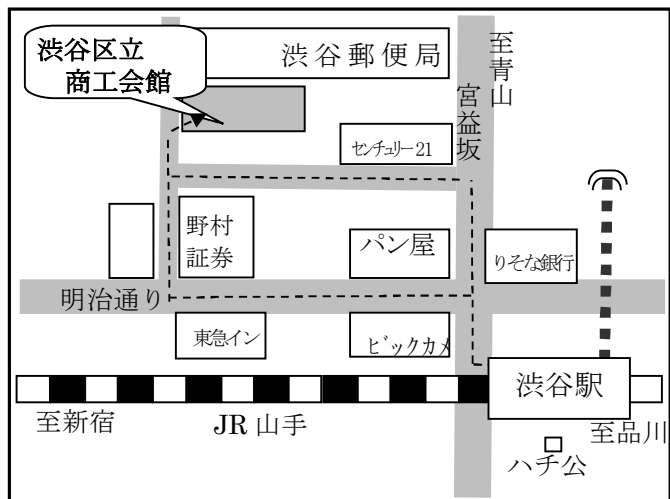 渋谷区立
商工会館
渋谷郵便局
至青山
宮益坂
センチュリー21
野村
証券
パン屋
りそな銀行
明治通り
東急イン
ビックカメ
渋谷駅
至新宿
JR山手
至品川
ハチ公